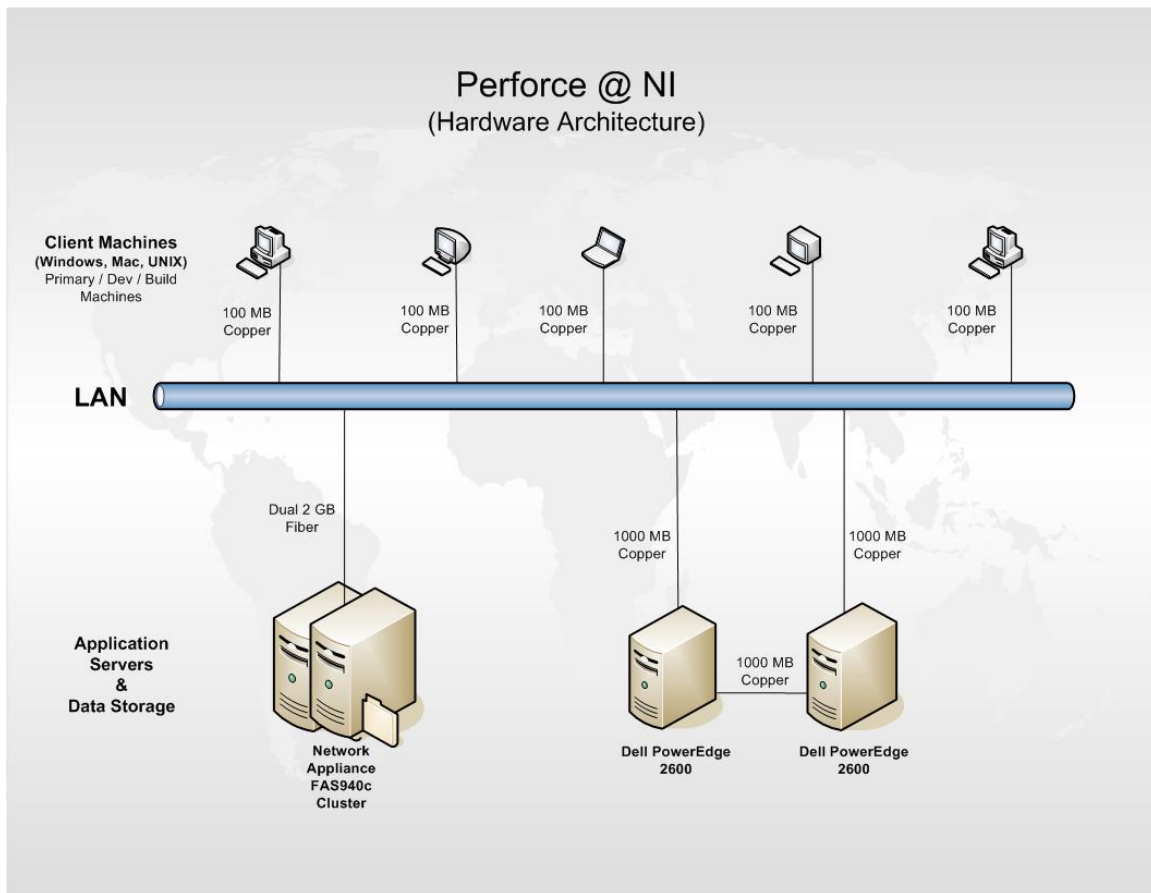 Perforce @ NI
(Hardware Architecture)
Client Machines
(Windows, Mac, UNIX)
Primary / Dev / Build
Machines
100 MB
Copper
100 MB
Copper
100 MB
Copper
100 MB
Copper
100 MB
Copper
LAN
Dual 2 GB
Fiber
1000 MB
Copper
1000 MB
Copper
Application
Servers
&
Data Storage
1000 MB
Copper
Network
Appliance
FAS940c
Cluster
Dell PowerEdge
2600
Dell PowerEdge
2600